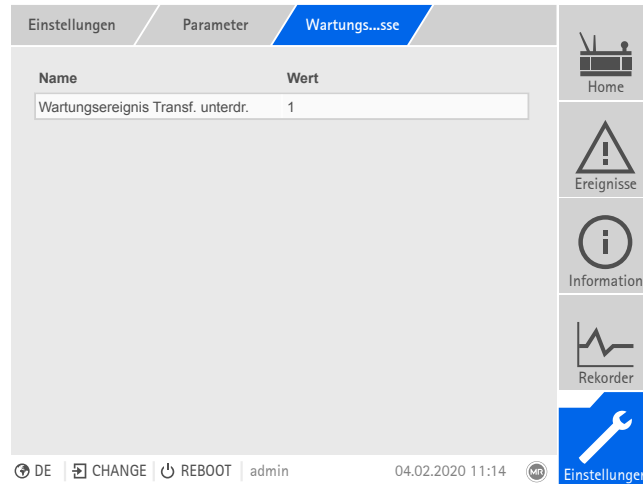 Einstellungen Parameter Wartungs...sse
Name Wert
Wartungsereignis Transf. unterdr. 1
Home
Ereignisse
Information
Rekorder
Einstellungen
DE CHANGE REBOOT admin 04.02.2020 11:14 MR